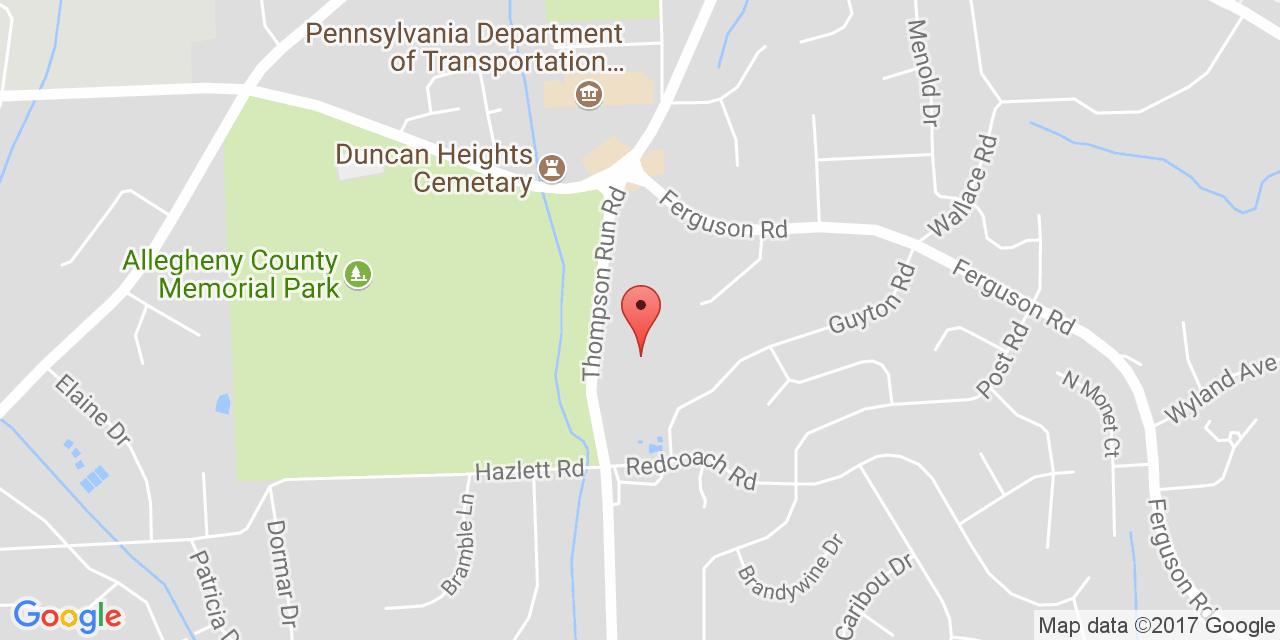 Pennsylvania Department
of Transportation...
Menold Dr
Duncan Heights
Cemetary
Wallace Rd
Thompson Run Rd
Ferguson Rd
Allegheny County
Memorial Park
Guyton Rd
Ferguson Rd
Post Rd
Elaine Dr
N Monet Ct
Wyland Ave
Hazlett Rd
Redcoach Rd
Bramble Ln
Dormar Dr
Patricia D
Brandywine Dr
Caribou Dr
Ferguson Rd
Google
Map data ©2017 Google